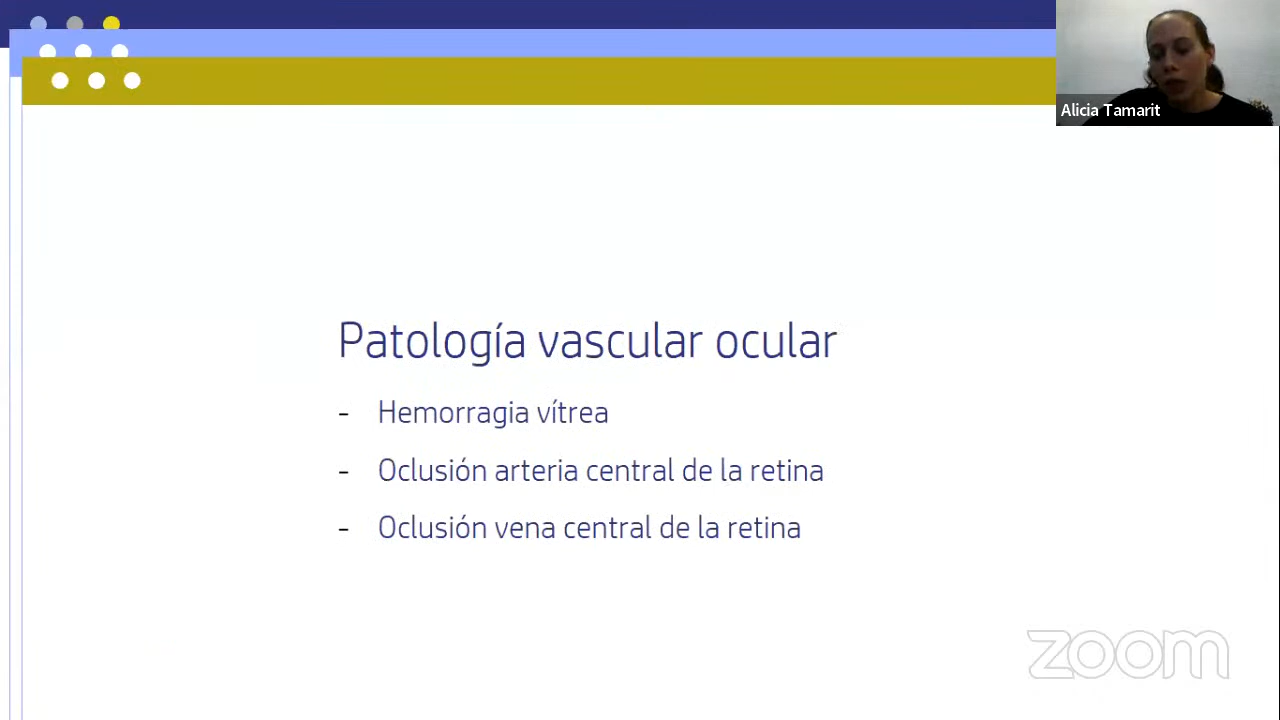 Alicia Tamarit
Patología vascular ocular
- Hemorragia vítrea
- Oclusión arteria central de la retina
- Oclusión vena central de la retina
zoom